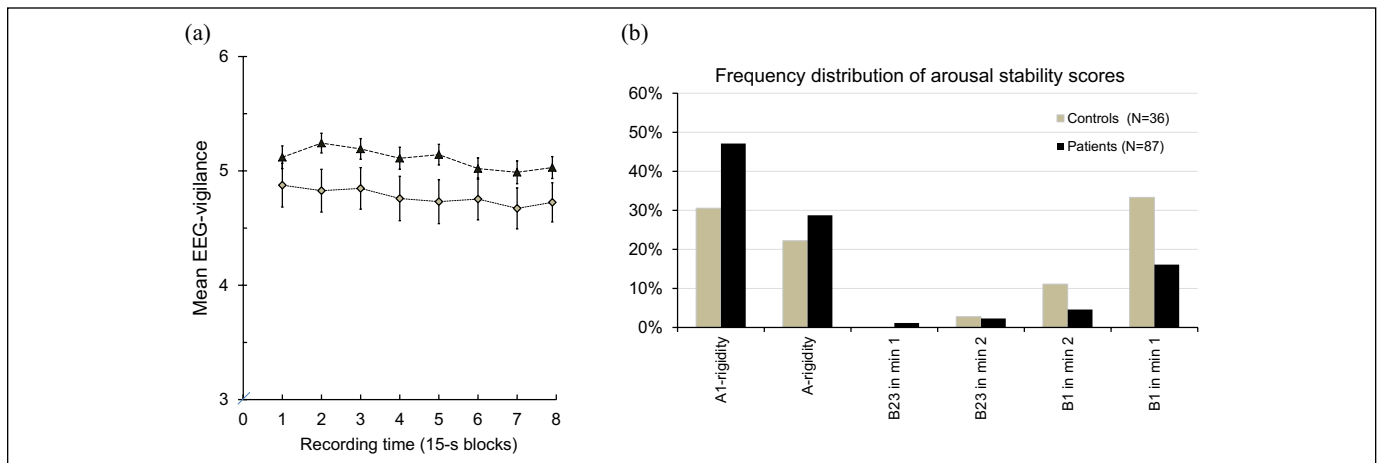 (a)
6
5
4
3
Mean EEG-vigilance
0 1 2 3 4 5 6 7 8
Recording time (15-s blocks)
(b)
Frequency distribution of arousal stability scores
60%
50%
40%
30%
20%
10%
0%
Controls (N=36)
Patients (N=87)
A1-rigidity
A-rigidity
B23 in min 1
B23 in min 2
B1 in min 2
B1 in min 1